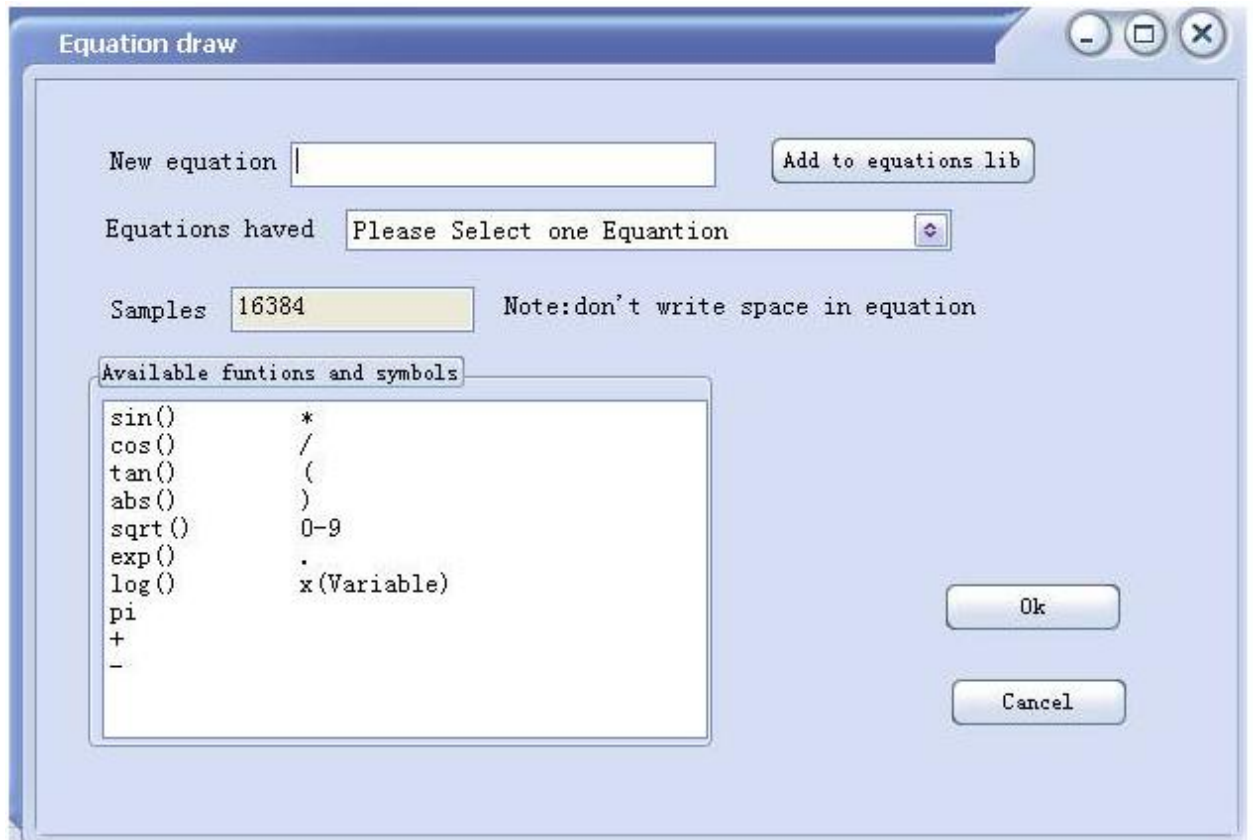 Equation draw
New equation
Add to equations lib
Equations haved
Please Select one Equantion
Samples
16384
Note:don't write space in equation
Available funtions and symbols
sin() *
cos() /
tan() (
abs() )
sqrt() 0-9
exp() .
log() x(Variable)
pi
+
-
Ok
Cancel